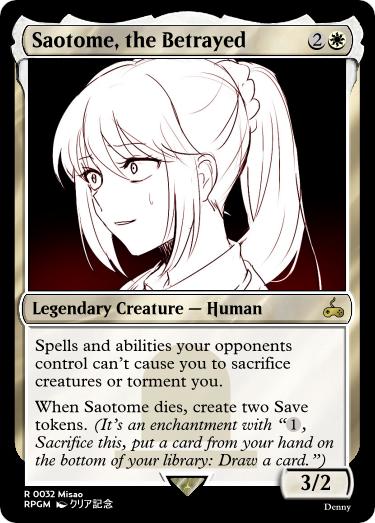 Saotome, the Betrayed 2
Legendary Creature — Human
Spells and abilities your opponents
control can't cause you to sacrifice
creatures or torment you.
When Saotome dies, create two Save
tokens. (It's an enchantment with “1,
Sacrifice this, put a card from your hand on
the bottom of your library: Draw a card.”)
3/2
R 0032 Misao
RPGM クリア記念
Denny